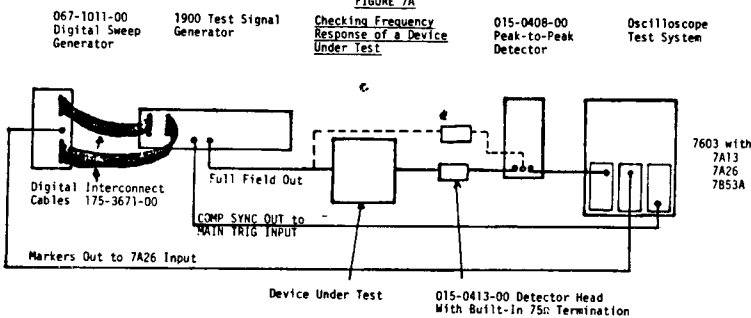 FIGURE 7A
067-1011-00
Digital Sweep
Generator
1900 Test Signal
Generator
Checking Frequency
Response of a Device
Under Test
015-0408-00
Peak-to-Peak
Detector
Oscilloscope
Test System
7603 with
7A13
7A26
7B53A
Digital Interconnect
Cables 175-3671-00
Full Field Out
COMP SYNC OUT to
MAIN TRIG INPUT
Markers Out to 7A26 Input
Device Under Test
015-0413-00 Detector Head
With Built-In 75Ω Termination